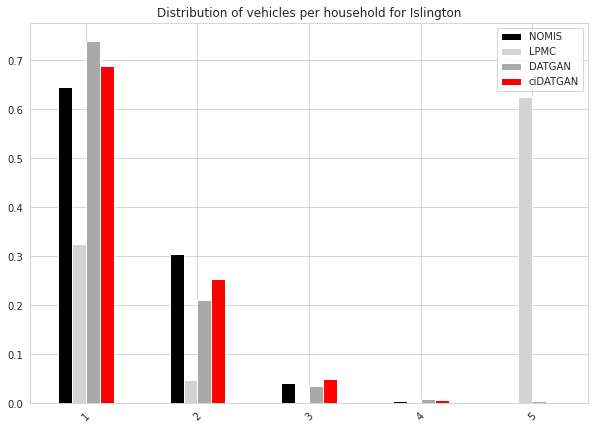 Distribution of vehicles per household for Islington
NOMIS
LPMC
DATGAN
ciDATGAN
0.7
0.6
0.5
0.4
0.3
0.2
0.1
0.0
1
2
3
4
5